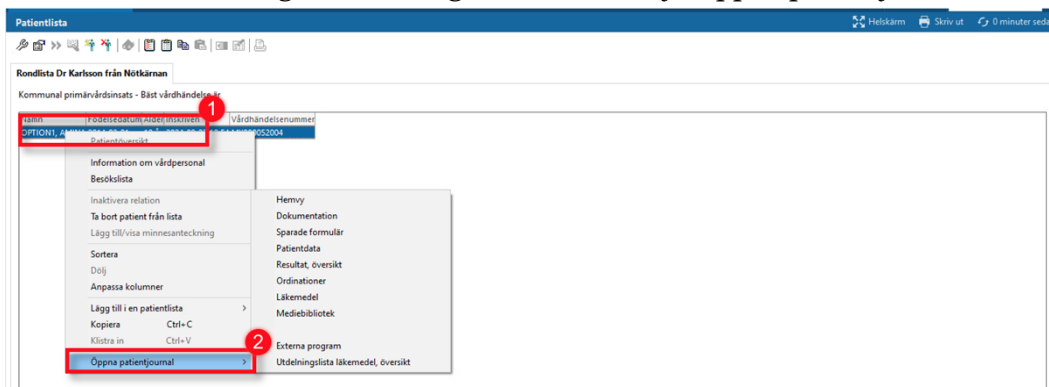 Patientlista
Helskärm Skriv ut 0 minuter seda
Rondlista Dr Karlsson från Nötkärnan
Kommunal primärvårdsinsats - Bäst vårdhändelse är
1
Namn Födelsedatum Ålder Inskriven Vårdhändelsenummer
OPTION1,
Patientöversikt
Information om vårdpersonal
Besökslista
Inaktivera relation
Ta bort patient från lista
Lägg till/visa minnesanteckning
Sortera
Dölj
Anpassa kolumner
Lägg till i en patientlista >
Kopiera Ctrl+C
Klistra in Ctrl+V
2
Öppna patientjournal >
Hemvy
Dokumentation
Sparade formulär
Patientdata
Resultat, översikt
Ordinationer
Läkemedel
Mediebibliotek
Externa program
Utdelningslista läkemedel, översikt